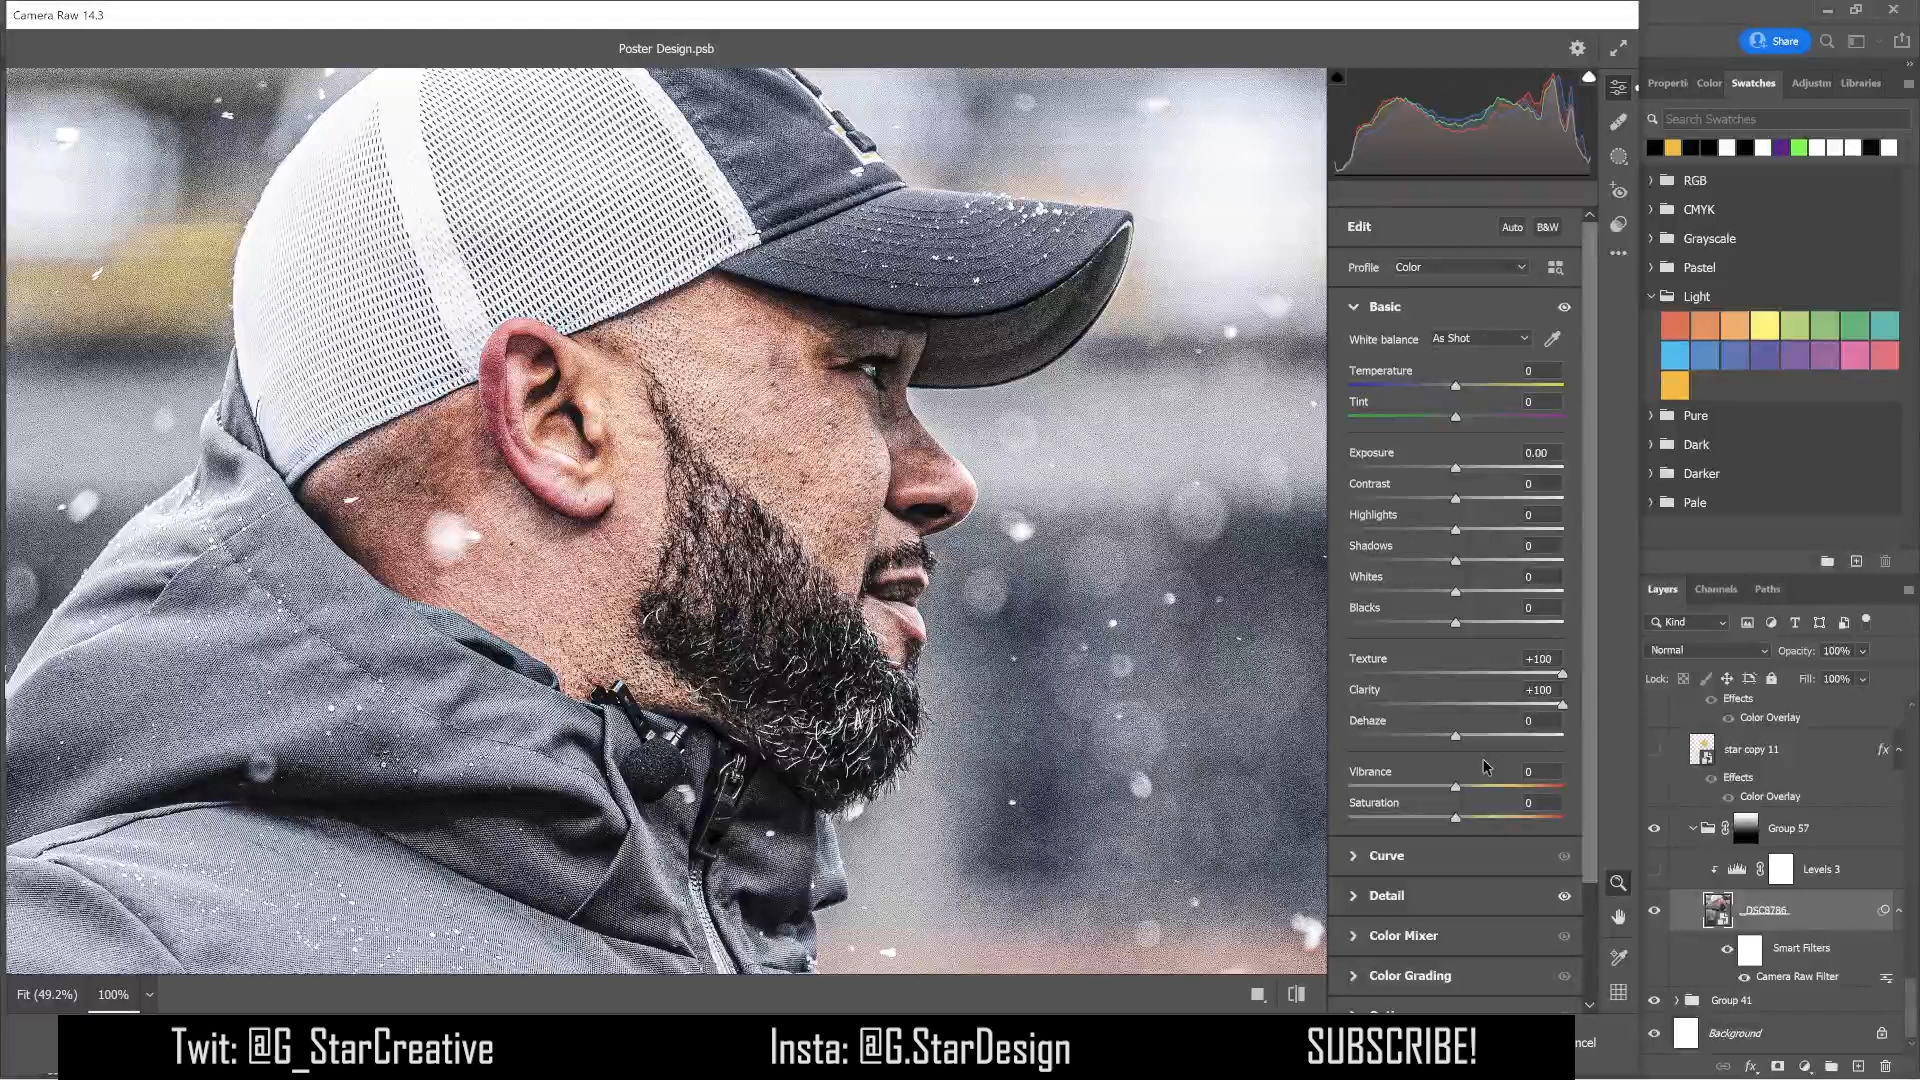 Camera Raw 14.3
Poster Design.psb
Share
Properti Color Swatches Adjustm Libraries
Search Swatches
RGB
CMYK
Grayscale
Pastel
Light
Pure
Dark
Darker
Pale
Edit Auto B&W
Profile Color
Basic
White balance As Shot
Temperature 0
Tint 0
Exposure 0.00
Contrast 0
Highlights 0
Shadows 0
Whites 0
Blacks 0
Texture +100
Clarity +100
Dehaze 0
Vibrance 0
Saturation 0
Curve
Detail
Color Mixer
Color Grading
Layers Channels Paths
Kind
Normal Opacity: 100%
Lock: Fill: 100%
Effects
Color Overlay
star copy 11 fx
Effects
Color Overlay
Group 57
Levels 3
_DSC8786
Smart Filters
Camera Raw Filter
Group 41
Background
fx
Fit (49.2%) 100%
ncel
Twit: @G_StarCreative Insta: @G.StarDesign SUBSCRIBE!